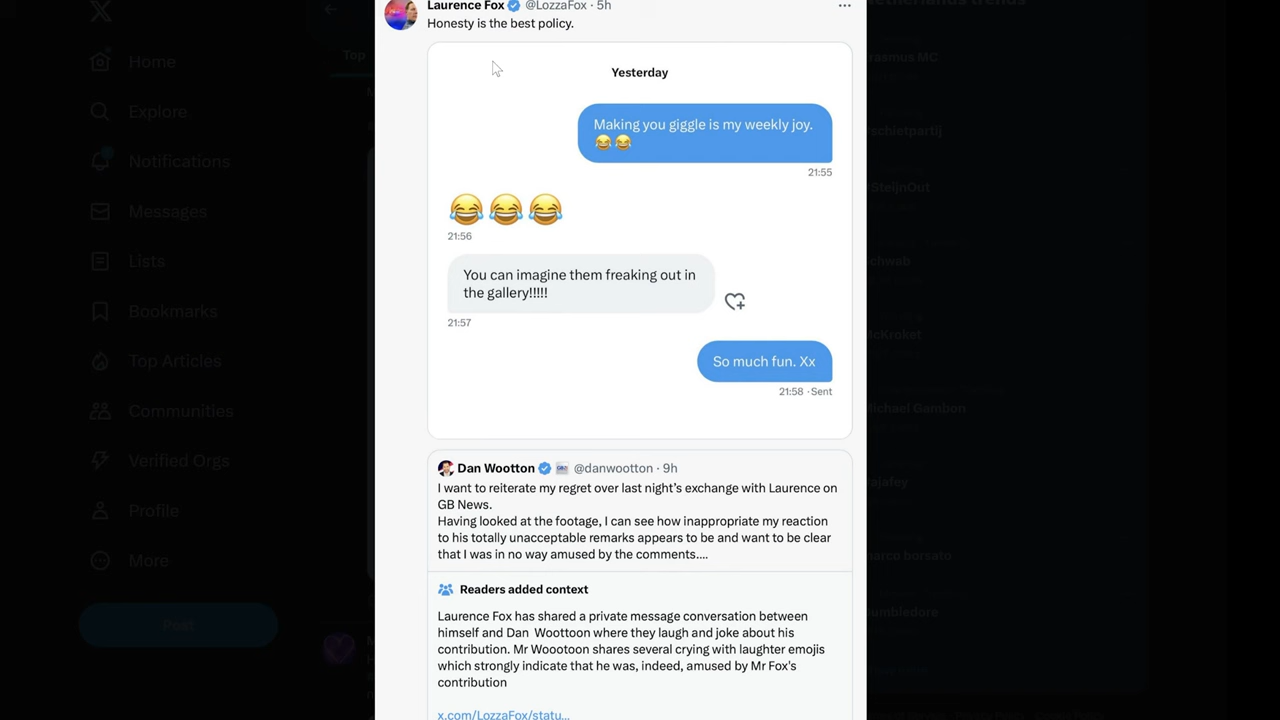 Laurence Fox @LozzaFox · 5h
Honesty is the best policy.
Yesterday
Making you giggle is my weekly joy.
😂 😂
21:55
😂 😂 😂
21:56
You can imagine them freaking out in
the gallery!!!!!
21:57
So much fun. Xx
21:58 · Sent
Dan Wootton @danwootton · 9h
I want to reiterate my regret over last night's exchange with Laurence on
GB News.
Having looked at the footage, I can see how inappropriate my reaction
to his totally unacceptable remarks appears to be and want to be clear
that I was in no way amused by the comments....
Readers added context
Laurence Fox has shared a private message conversation between
himself and Dan Woottoon where they laugh and joke about his
contribution. Mr Woootoon shares several crying with laughter emojis
which strongly indicate that he was, indeed, amused by Mr Fox's
contribution
x.com/LozzaFox/statu...
Home
Explore
Notifications
Messages
Lists
Bookmarks
Top Articles
Communities
Verified Orgs
Profile
More
Post
Top
trends
MC
Michael Gambon